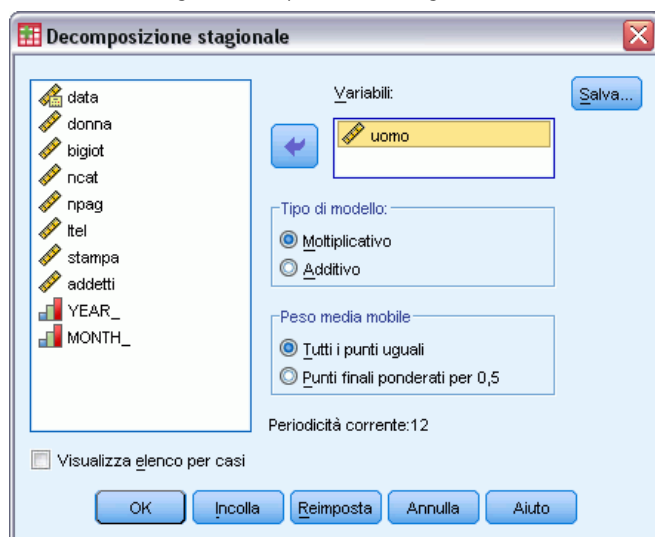 Decomposizione stagionale
data
donna
bigiot
ncat
npag
ltel
stampa
addetti
YEAR_
MONTH_
Variabili:
uomo
Salva...
Tipo di modello:
Moltiplicativo
Additivo
Peso media mobile
Tutti i punti uguali
Punti finali ponderati per 0,5
Periodicità corrente:12
Visualizza elenco per casi
OK Incolla Reimposta Annulla Aiuto